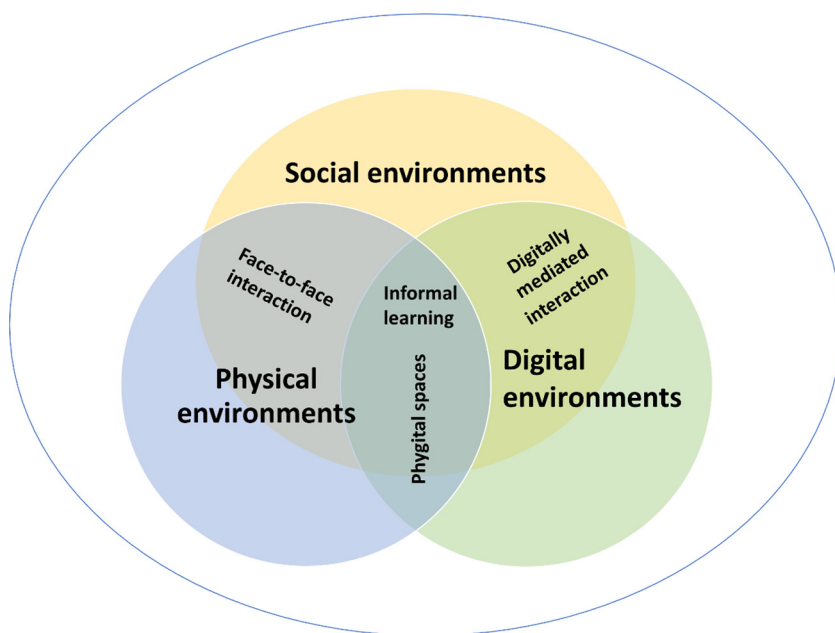 Social environments
Face-to-face
interaction
Digitally
mediated
interaction
Informal
learning
Physical
environments
Digital
environments
Phygital spaces